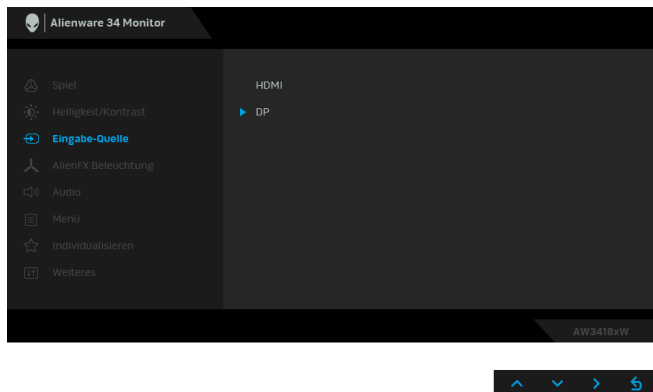 Alienware 34 Monitor
Spiel
Helligkeit/Kontrast
Eingabe-Quelle
AlienFX Beleuchtung
Audio
Menü
Individualisieren
Weiteres
HDMI
DP
AW3418xW